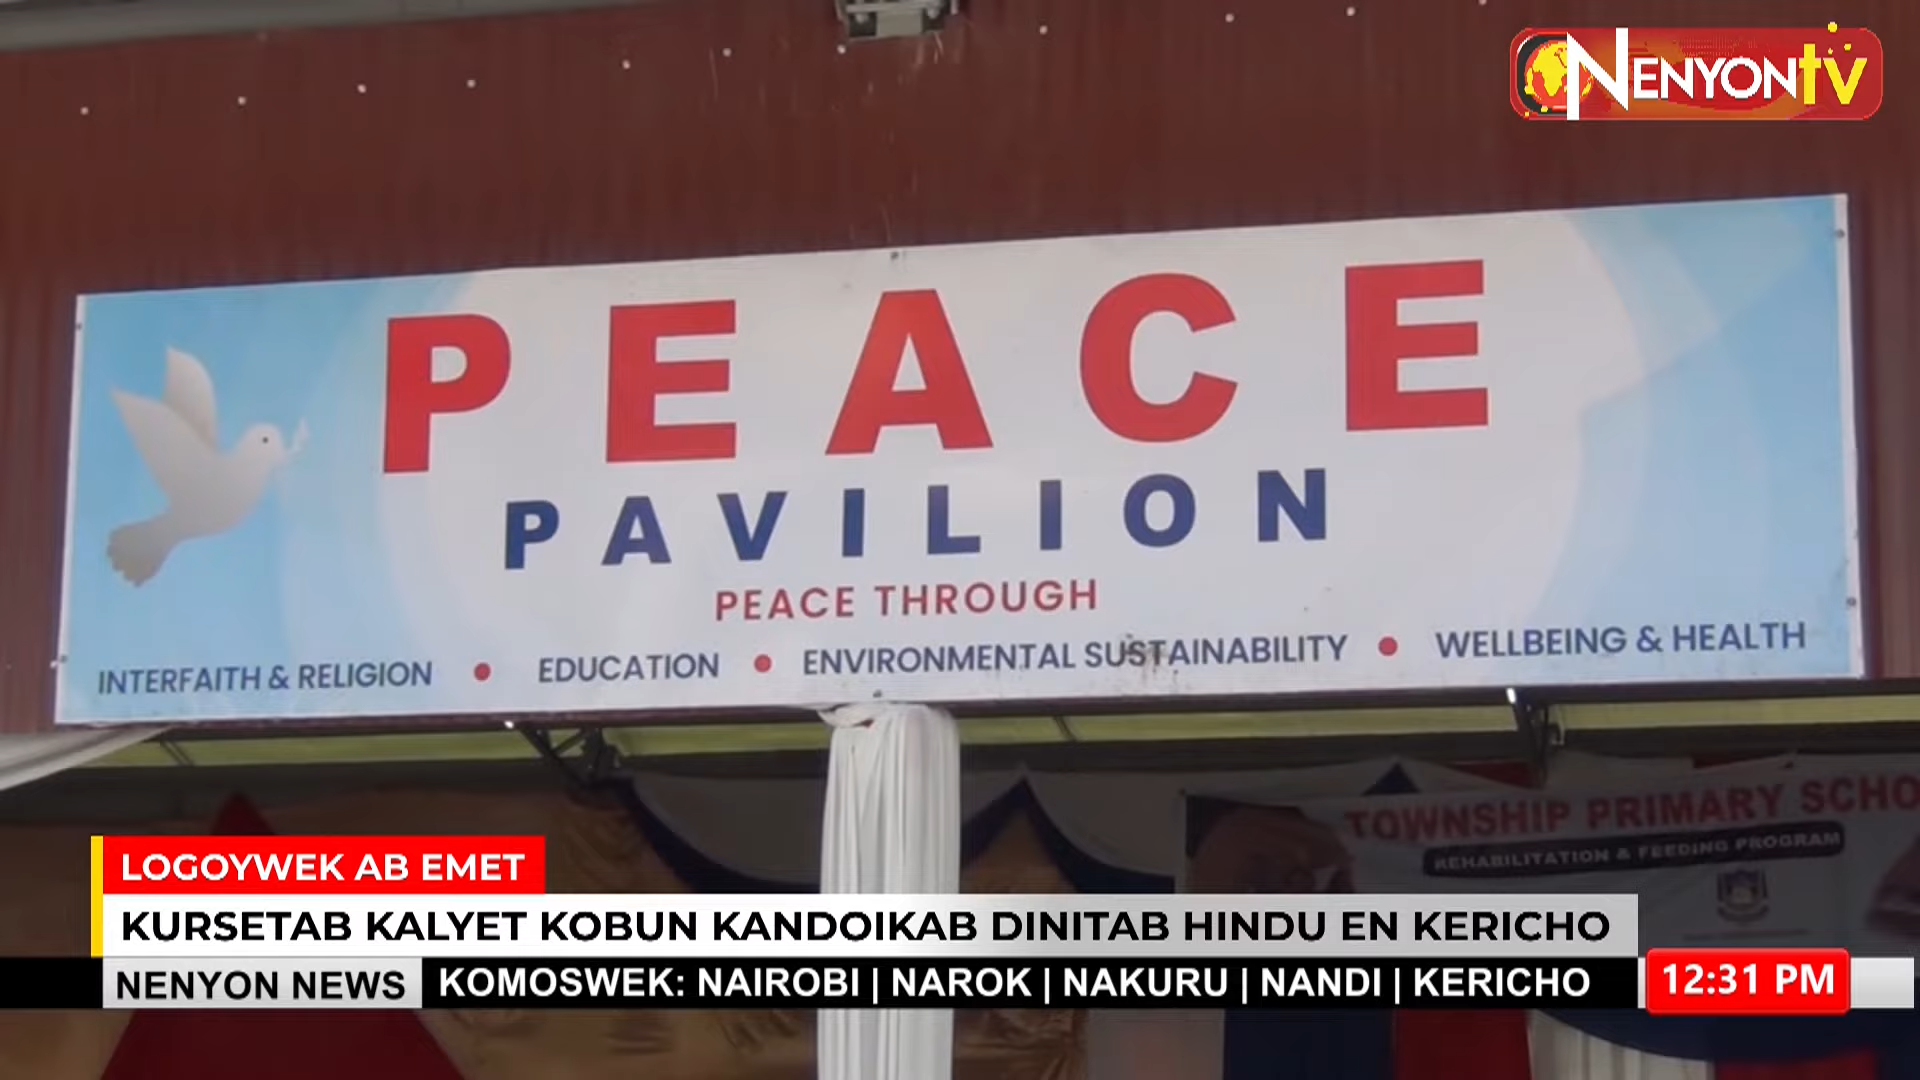 NENYONTV
PEACE
PAVILION
PEACE THROUGH
INTERFAITH & RELIGION • EDUCATION • ENVIRONMENTAL SUSTAINABILITY • WELLBEING & HEALTH
TOWNSHIP PRIMARY SCHO
REHABILITATION & FEEDING PROGRAM
LOGOYWEK AB EMET
KURSETAB KALYET KOBUN KANDOIKAB DINITAB HINDU EN KERICHO
NENYON NEWS
KOMOSWEK: NAIROBI | NAROK | NAKURU | NANDI | KERICHO
12:31 PM